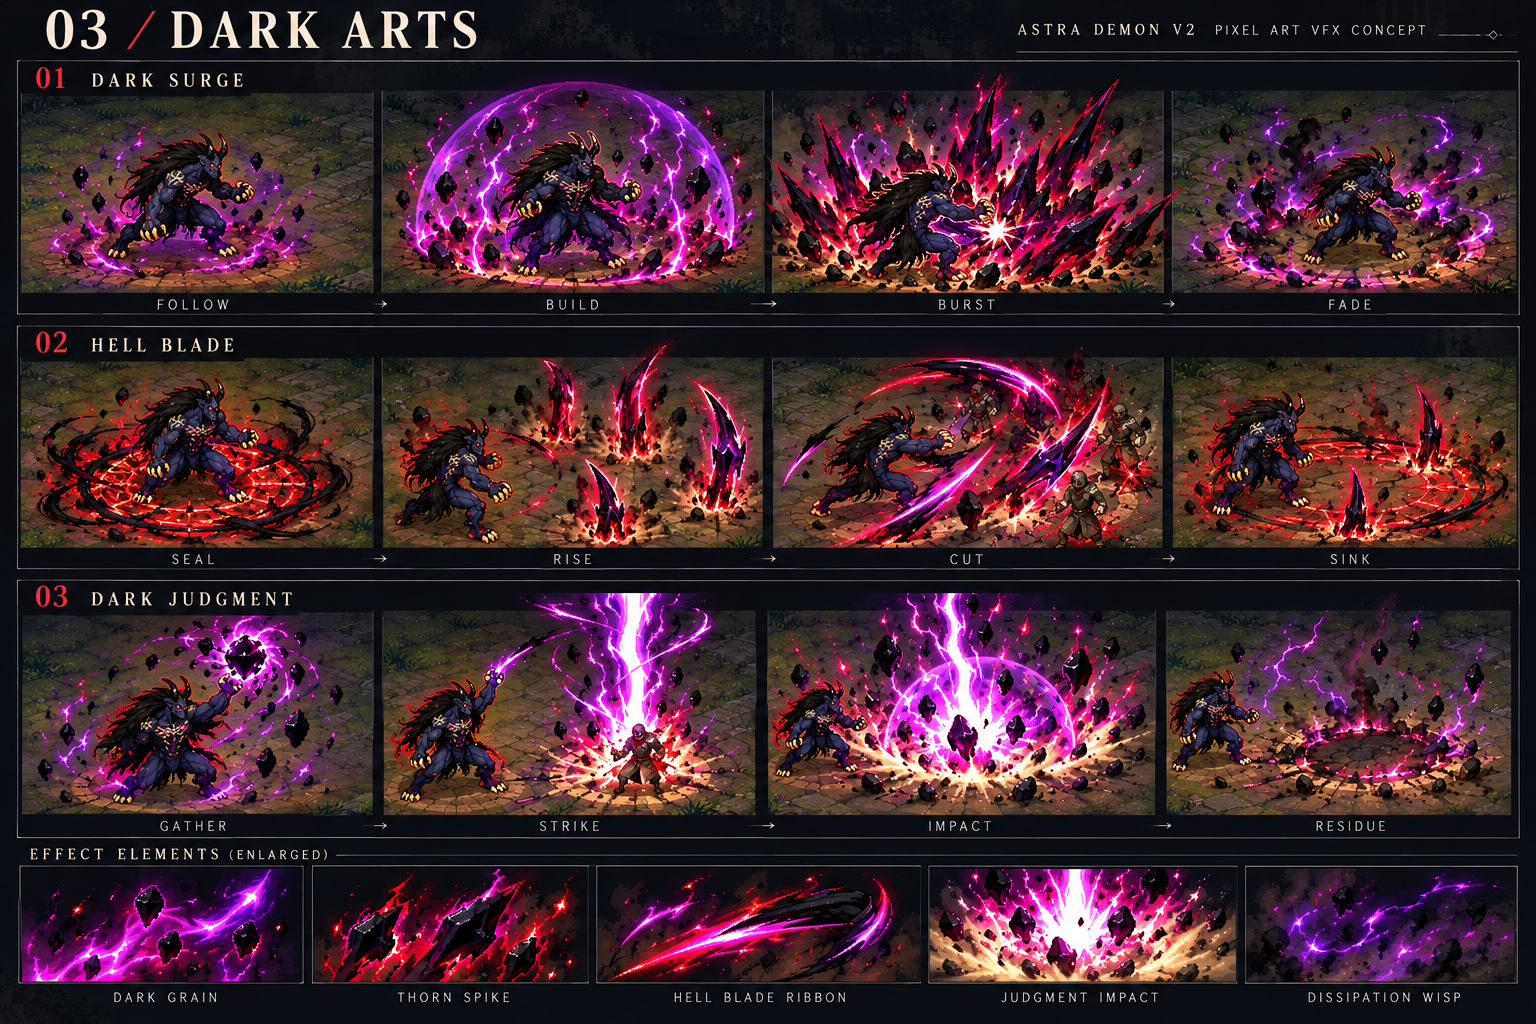 03 / DARK ARTS
ASTRA DEMON V2 PIXEL ART VFX CONCEPT
01 DARK SURGE
FOLLOW → BUILD → BURST → FADE
02 HELL BLADE
SEAL → RISE → CUT → SINK
03 DARK JUDGMENT
GATHER → STRIKE → IMPACT → RESIDUE
EFFECT ELEMENTS (ENLARGED)
DARK GRAIN
THORN SPIKE
HELL BLADE RIBBON
JUDGMENT IMPACT
DISSIPATION WISP